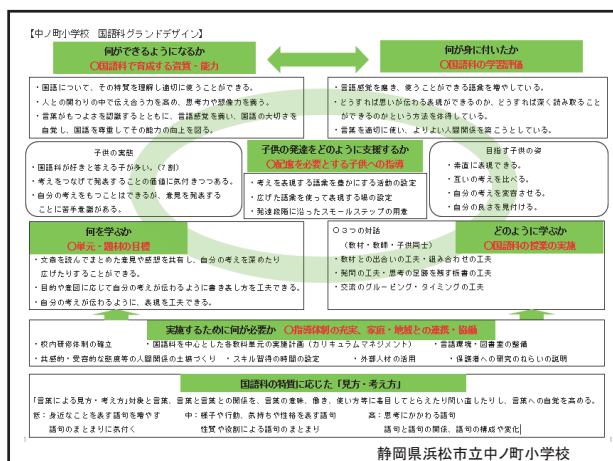 【中ノ町小学校 国語科グランドデザイン】
何ができるようになるか
〇国語科で育成する資質・能力
何が身に付いたか
〇国語科の学習評価
・国語について、その特質を理解し適切に使うことができる。
・人との関わりの中で伝え合う力を高め、思考力や想像力を養う。
・言葉がもつよさを認識するとともに、言語感覚を養い、国語の大切さを
自覚し、国語を尊重してその能力の向上を図る。
・言語感覚を磨き、使うことができる語彙を増やしている。
・どうすれば思いが伝わる表現ができるのか、どうすれば深く読み取ること
ができるのかという方法を体得している。
・言葉を適切に使い、よりよい人間関係を築こうとしている。
子供の実態
・国語科が好きと答える子が多い。(7割)
・考えをつなげて発表することの価値に気付きつつある。
・自分の考えをもつことはできるが、意見を発表する
ことに苦手意識がある。
子供の発達をどのように支援するか
〇配慮を必要とする子供への指導
・考えを表現する語彙を豊かにする活動の設定
・広げた語彙を使って表現する場の設定
・発達段階に沿ったスモールステップの用意
目指す子供の姿
・素直に表現できる。
・互いの考えを比べる。
・自分の考えを変容させる。
・自分の良さを見付ける。
何を学ぶか
〇単元・題材の目標
・文章を読んでまとめた意見や感想を共有し、自分の考えを深めたり
広げたりすることができる。
・目的や意図に応じて自分の考えが伝わるように書き表し方を工夫できる。
・自分の考えが伝わるように、表現を工夫できる。
どのように学ぶか
〇国語科の授業の実施
〇3つの対話
(教材・教師・子供同士)
・教材との出合いの工夫・組み合わせの工夫
・発問の工夫・思考の足跡を残す板書の工夫
・交流のグルーピング・タイミングの工夫
実施するために何が必要か 〇指導体制の充実、家庭・地域との連携・協働
・校内研修体制の確立 ・国語科を中心とした各教科単元の実施計画(カリキュラムマネジメント) ・言語環境・図書室の整備
・共感的・受容的な態度等の人間関係の土壌づくり ・スキル習得の時間の設定 ・外部人材の活用 ・保護者への研究のねらいの説明
国語科の特質に応じた「見方・考え方」
「言葉による見方・考え方」対象と言葉、言葉と言葉との関係を、言葉の意味、働き、使い方等に着目してとらえたり問い直したりし、言葉への自覚を高める。
低:身近なことを表す語句を増やす 中:様子や行動、気持ちや性格を表す語句 高:思考にかかわる語句
語句のまとまりに気付く 性質や役割による語句のまとまり 語句と語句の関係、語句の構成や変化
静岡県浜松市立中ノ町小学校